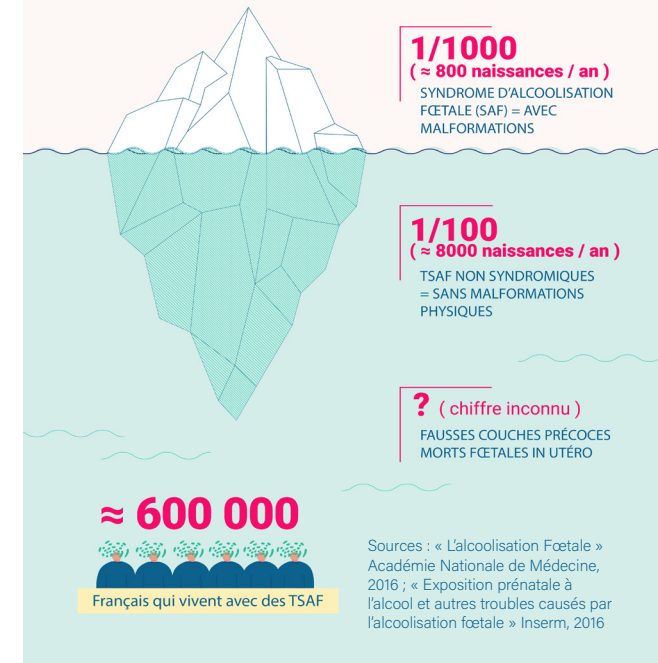 1/1000
( ≈ 800 naissances / an )
SYNDROME D’ALCOOLISATION
FŒTALE (SAF) = AVEC
MALFORMATIONS
1/100
( ≈ 8000 naissances / an )
TSAF NON SYNDROMIQUES
= SANS MALFORMATIONS
PHYSIQUES
? ( chiffre inconnu )
FAUSSES COUCHES PRÉCOCES
MORTS FŒTALES IN UTÉRO
≈ 600 000
Français qui vivent avec des TSAF
Sources : « L’alcoolisation Fœtale »
Académie Nationale de Médecine,
2016 ; « Exposition prénatale à
l’alcool et autres troubles causés par
l’alcoolisation fœtale » Inserm, 2016